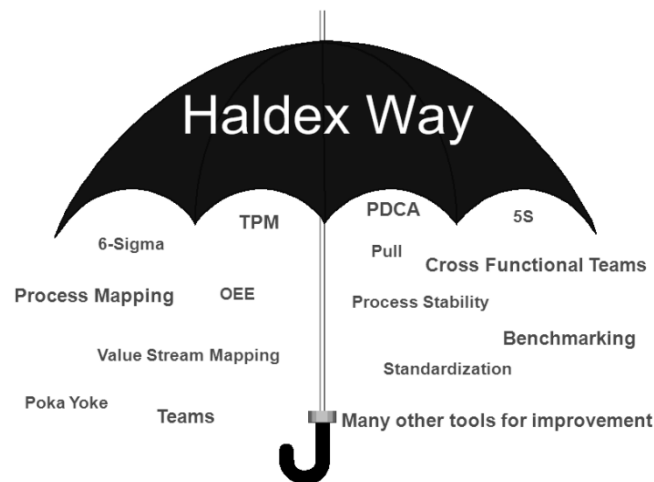 Haldex Way
TPM
PDCA
5S
6-Sigma
Pull
Cross Functional Teams
Process Mapping
OEE
Process Stability
Benchmarking
Value Stream Mapping
Standardization
Poka Yoke
Teams
Many other tools for improvement